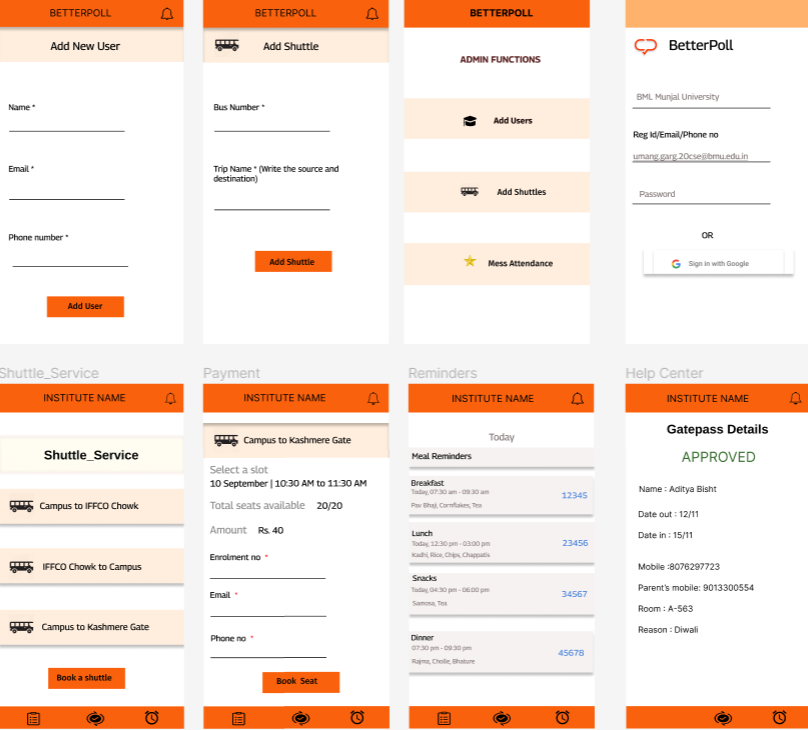 BETTERPOLL
Add New User
Name *
Email *
Phone number *
Add User
BETTERPOLL
Add Shuttle
Bus Number *
Trip Name * (Write the source and
destination)
Add Shuttle
BETTERPOLL
ADMIN FUNCTIONS
Add Users
Add Shuttles
Mess Attendance
BetterPoll
BML Munjal University
Reg Id/Email/Phone no
umang.garg.20cse@bmu.edu.in
Password
OR
Sign in with Google
Shuttle_Service
INSTITUTE NAME
Shuttle_Service
Campus to IFFCO Chowk
IFFCO Chowk to Campus
Campus to Kashmere Gate
Book a shuttle
Payment
INSTITUTE NAME
Campus to Kashmere Gate
Select a slot
10 September | 10:30 AM to 11:30 AM
Total seats available 20/20
Amount Rs. 40
Enrolment no *
Email *
Phone no *
Book Seat
Reminders
INSTITUTE NAME
Today
Meal Reminders
Breakfast
Today, 07:30 am - 09:30 am
12345
Pav Bhaji, Cornflakes, Tea
Lunch
Today, 12:30 pm - 03:00 pm
23456
Kadhi, Rice, Chips, Chappatis
Snacks
Today, 04:30 pm - 06:00 pm
34567
Samosa, Tea
Dinner
07:30 pm - 09:30 pm
45678
Rajma, Cholle, Bhature
Help Center
INSTITUTE NAME
Gatepass Details
APPROVED
Name : Aditya Bisht
Date out : 12/11
Date in : 15/11
Mobile :8076297723
Parent's mobile: 9013300554
Room : A-563
Reason : Diwali